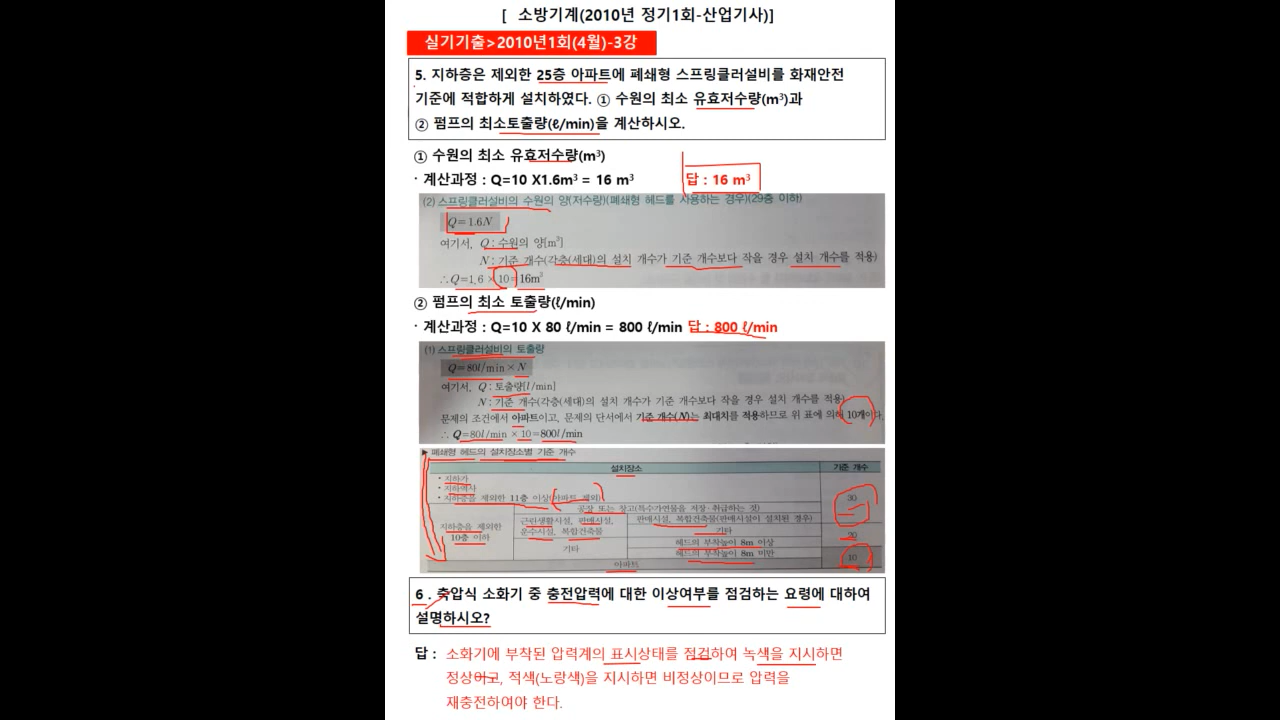 [ 소방기계(2010년 정기1회-산업기사)]
실기기출>2010년1회(4월)-3강
5. 지하층은 제외한 25층 아파트에 폐쇄형 스프링클러설비를 화재안전
기준에 적합하게 설치하였다. ① 수원의 최소 유효저수량(m³)과
② 펌프의 최소토출량(ℓ/min)을 계산하시오.
① 수원의 최소 유효저수량(m³)
· 계산과정 : Q=10 X1.6m³ = 16 m³ 답 : 16 m³
(2) 스프링클러설비의 수원의 양(저수량)(폐쇄형 헤드를 사용하는 경우)(29층 이하)
Q=1.6N
여기서, Q : 수원의 양[m³]
N : 기준 개수(각층(세대)의 설치 개수가 기준 개수보다 작을 경우 설치 개수를 적용)
∴ Q=1.6×10=16m³
② 펌프의 최소 토출량(ℓ/min)
· 계산과정 : Q=10 X 80 ℓ/min = 800 ℓ/min 답 : 800 ℓ/min
(1) 스프링클러설비의 토출량
Q=80l/min×N
여기서, Q : 토출량[l/min]
N : 기준 개수(각층(세대)의 설치 개수가 기준 개수보다 작을 경우 설치 개수를 적용)
문제의 조건에서 아파트이고, 문제의 단서에서 기준 개수(N)는 최대치를 적용하므로 위 표에 의해 10개이다.
∴ Q=80l/min×10=800l/min
▶ 폐쇄형 헤드의 설치장소별 기준 개수
설치장소 기준 개수
• 지하가
• 지하역사
• 지하층을 제외한 11층 이상(아파트 제외) 30
공장 또는 창고(특수가연물을 저장·취급하는 것)
근린생활시설, 판매시설, 판매시설, 복합건축물(판매시설이 설치된 경우)
지하층을 제외한 운수시설, 복합건축물 기타
10층 이하 20
기타 헤드의 부착높이 8m 이상
헤드의 부착높이 8m 미만 10
아파트
6 . 축압식 소화기 중 충전압력에 대한 이상여부를 점검하는 요령에 대하여
설명하시오?
답 : 소화기에 부착된 압력계의 표시상태를 점검하여 녹색을 지시하면
정상이고, 적색(노랑색)을 지시하면 비정상이므로 압력을
재충전하여야 한다.